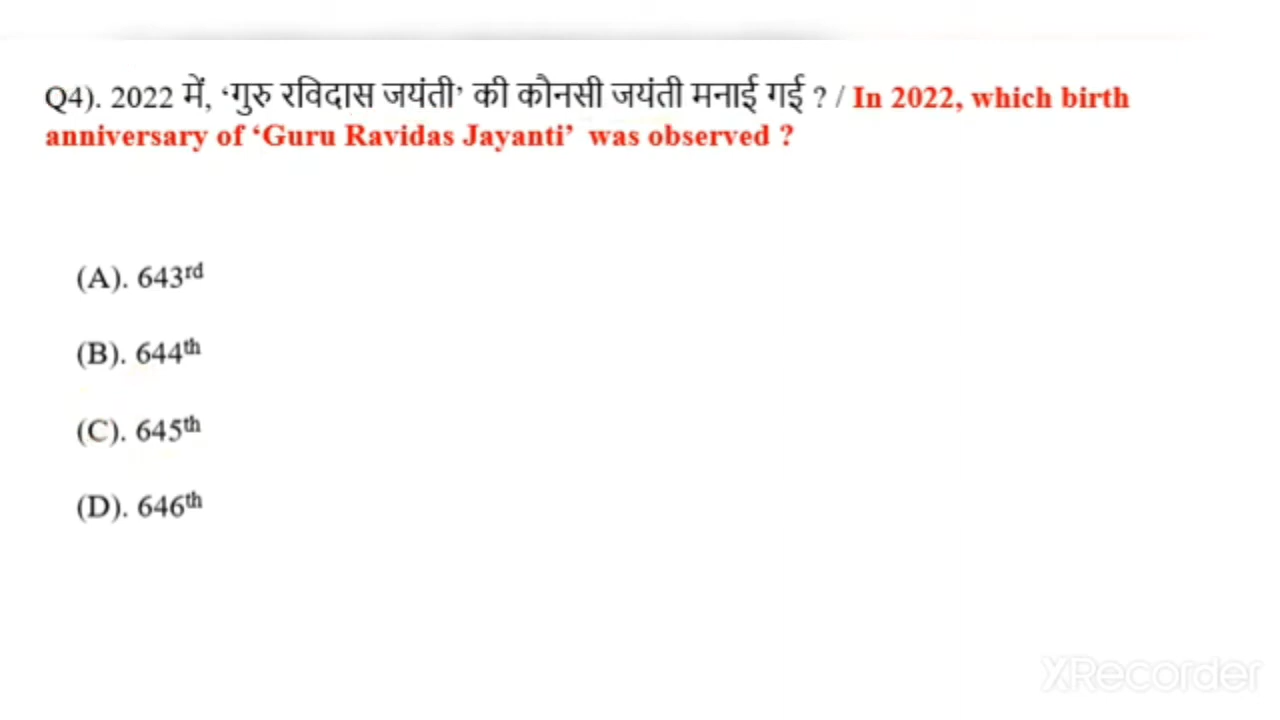 Q4). 2022 में, ‘गुरु रविदास जयंती’ की कौनसी जयंती मनाई गई ? / In 2022, which birth
anniversary of ‘Guru Ravidas Jayanti’ was observed ?
(A). 643rd
(B). 644th
(C). 645th
(D). 646th
XRecorder